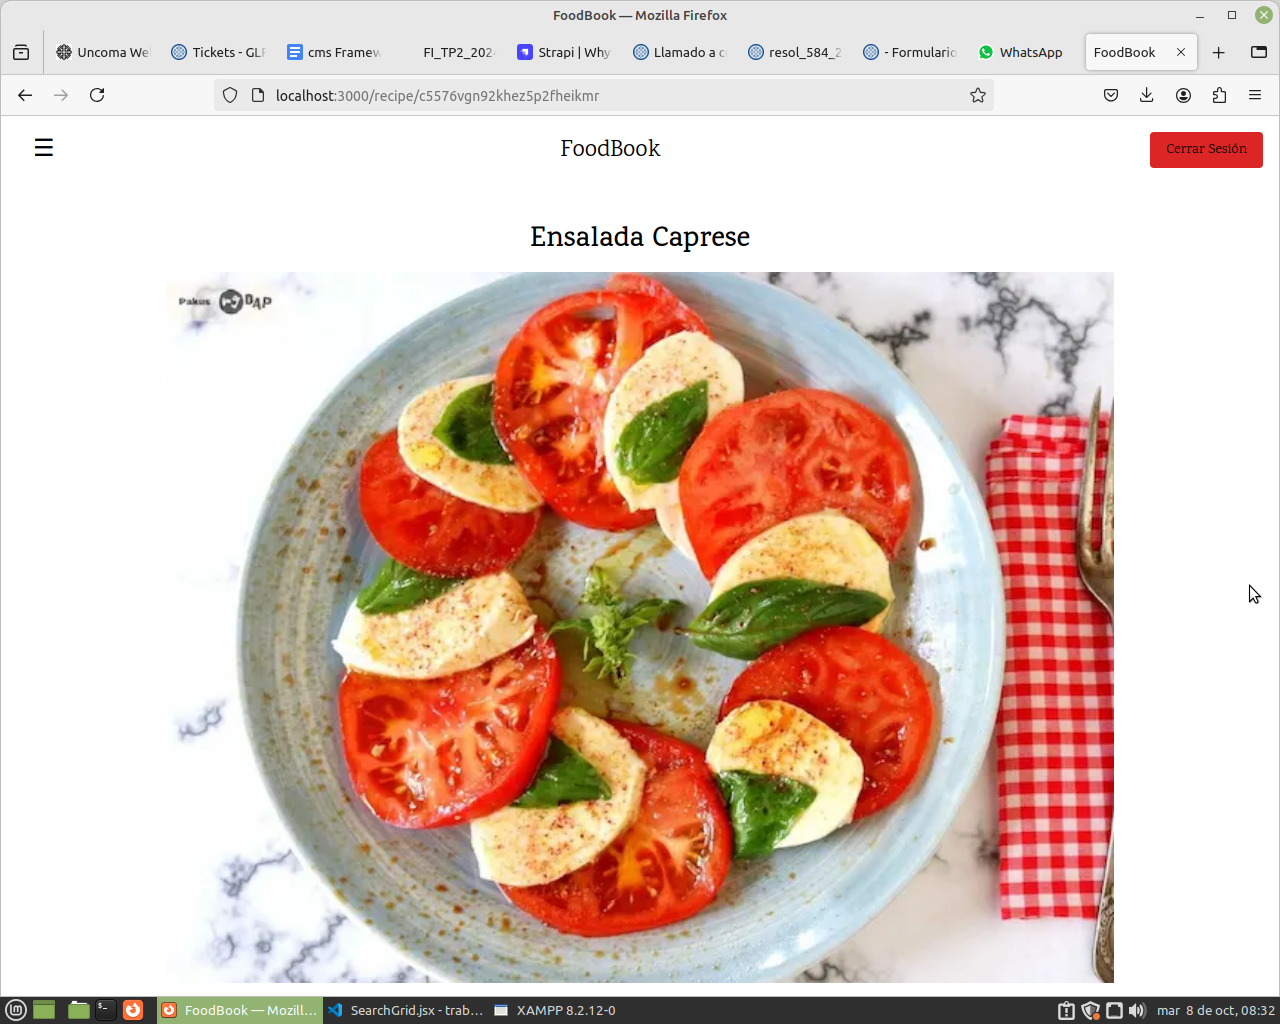 FoodBook — Mozilla Firefox
Uncoma We
Tickets - GLP
cms Framew
FI_TP2_202
Strapi | Why
Llamado a c
resol_584_2
- Formulario
WhatsApp
FoodBook
localhost:3000/recipe/c5576vgn92khez5p2fheikmr
FoodBook
Cerrar Sesión
Ensalada Caprese
Pakus
DAP
FoodBook — Mozill...
SearchGrid.jsx - trab...
XAMPP 8.2.12-0
mar 8 de oct, 08:32